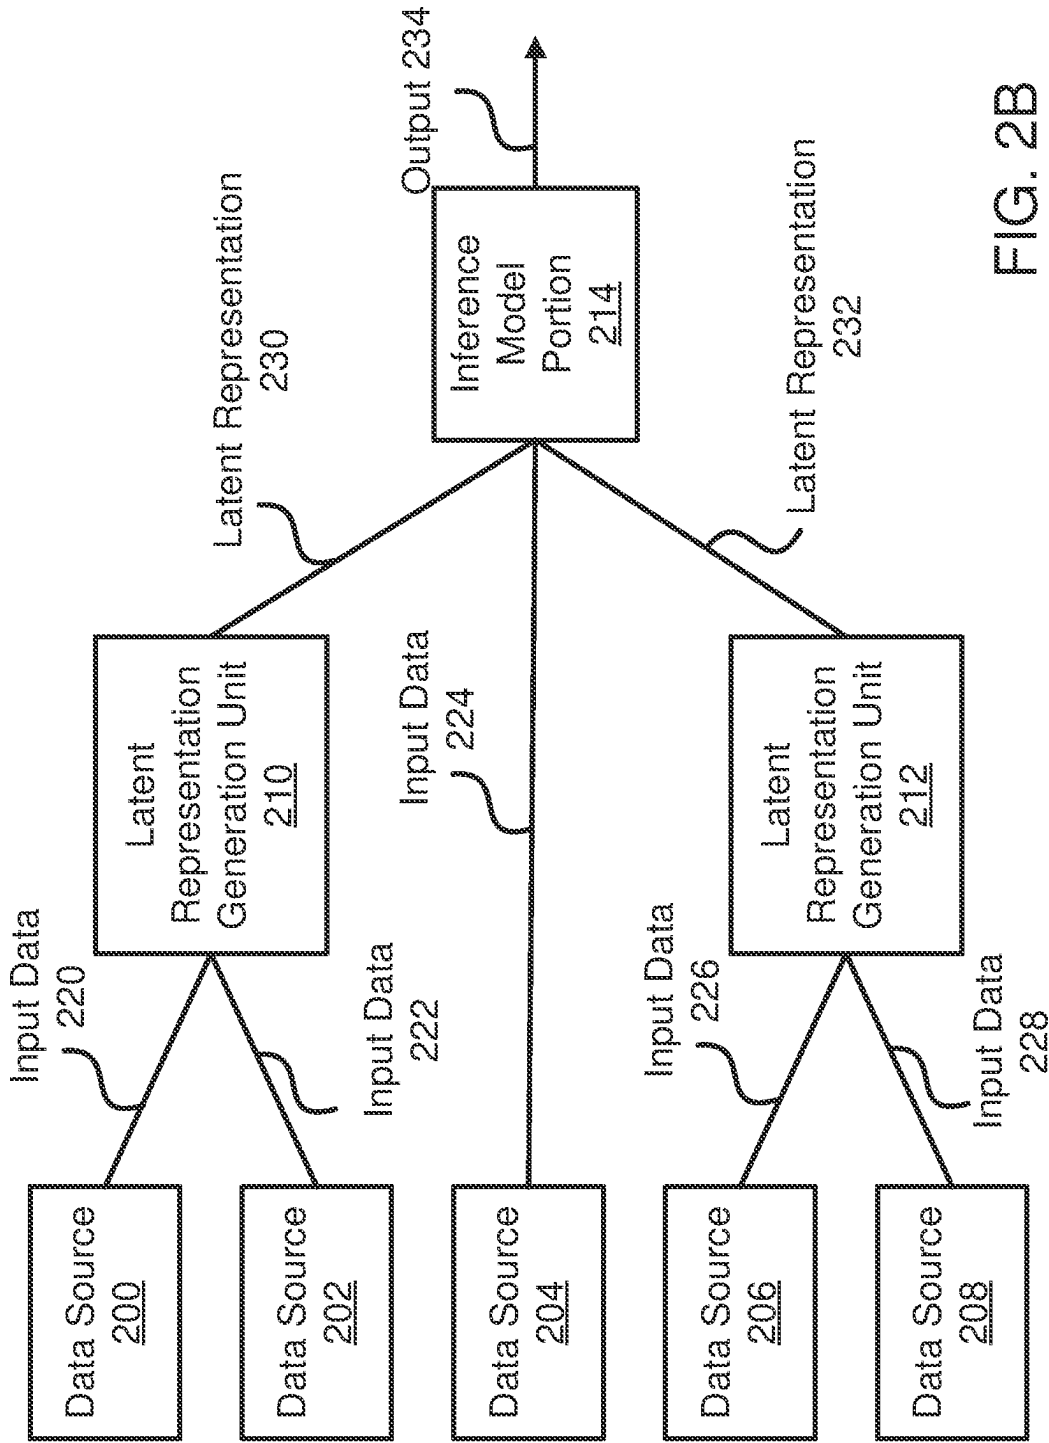 Data Source
200
Data Source
202
Data Source
204
Data Source
206
Data Source
208
Input Data
220
Input Data
222
Input Data
224
Input Data
226
Input Data
228
Latent
Representation
Generation Unit
210
Latent
Representation
Generation Unit
212
Latent Representation
230
Latent Representation
232
Inference
Model
Portion
214
Output 234
FIG. 2B